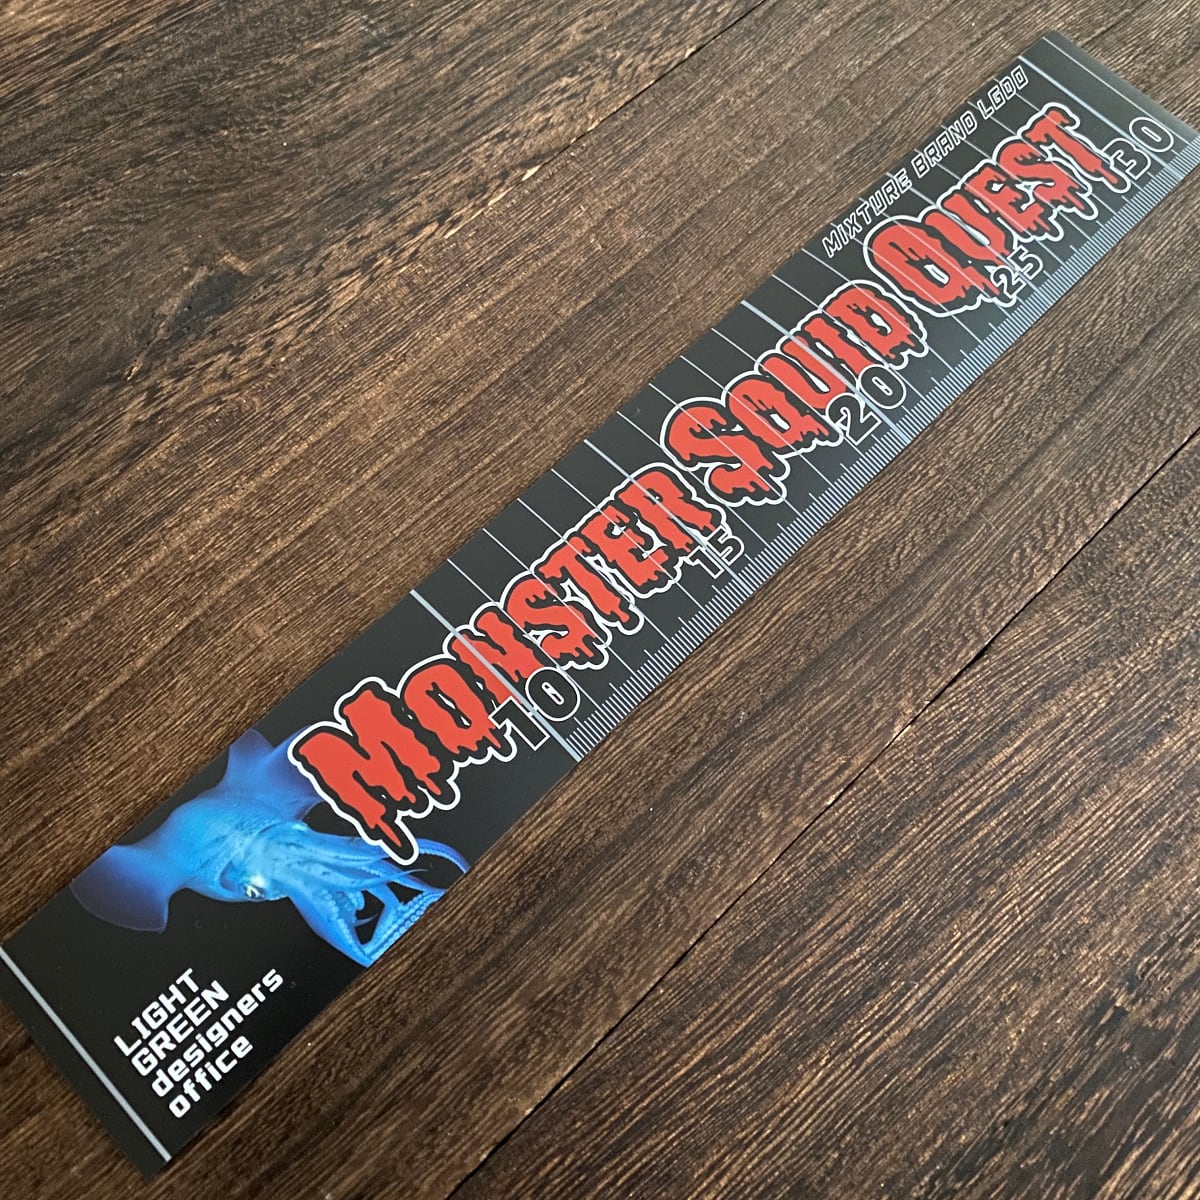 MIXTURE BRAND LGDO
MONSTER SQUID QUEST
10 15 20 25 30
LIGHT
GREEN
designers
office